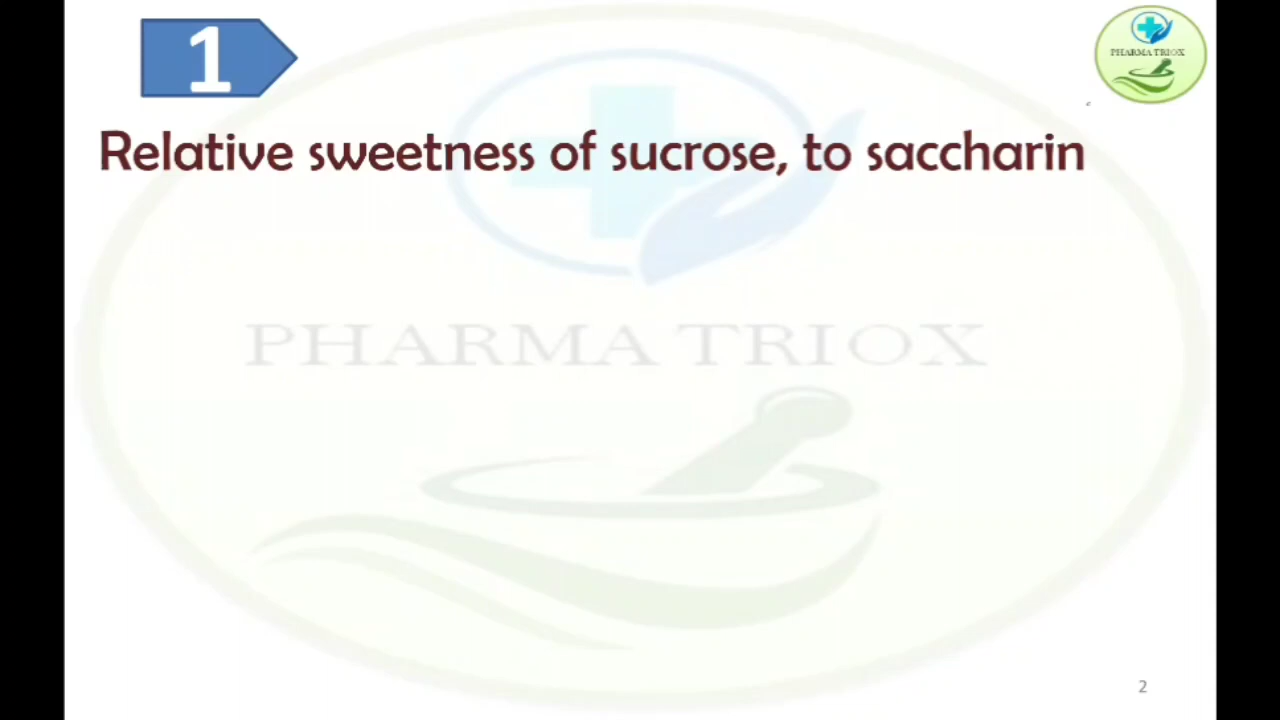 1
PHARMA TRIOX
Relative sweetness of sucrose, to saccharin
PHARMA TRIOX
2